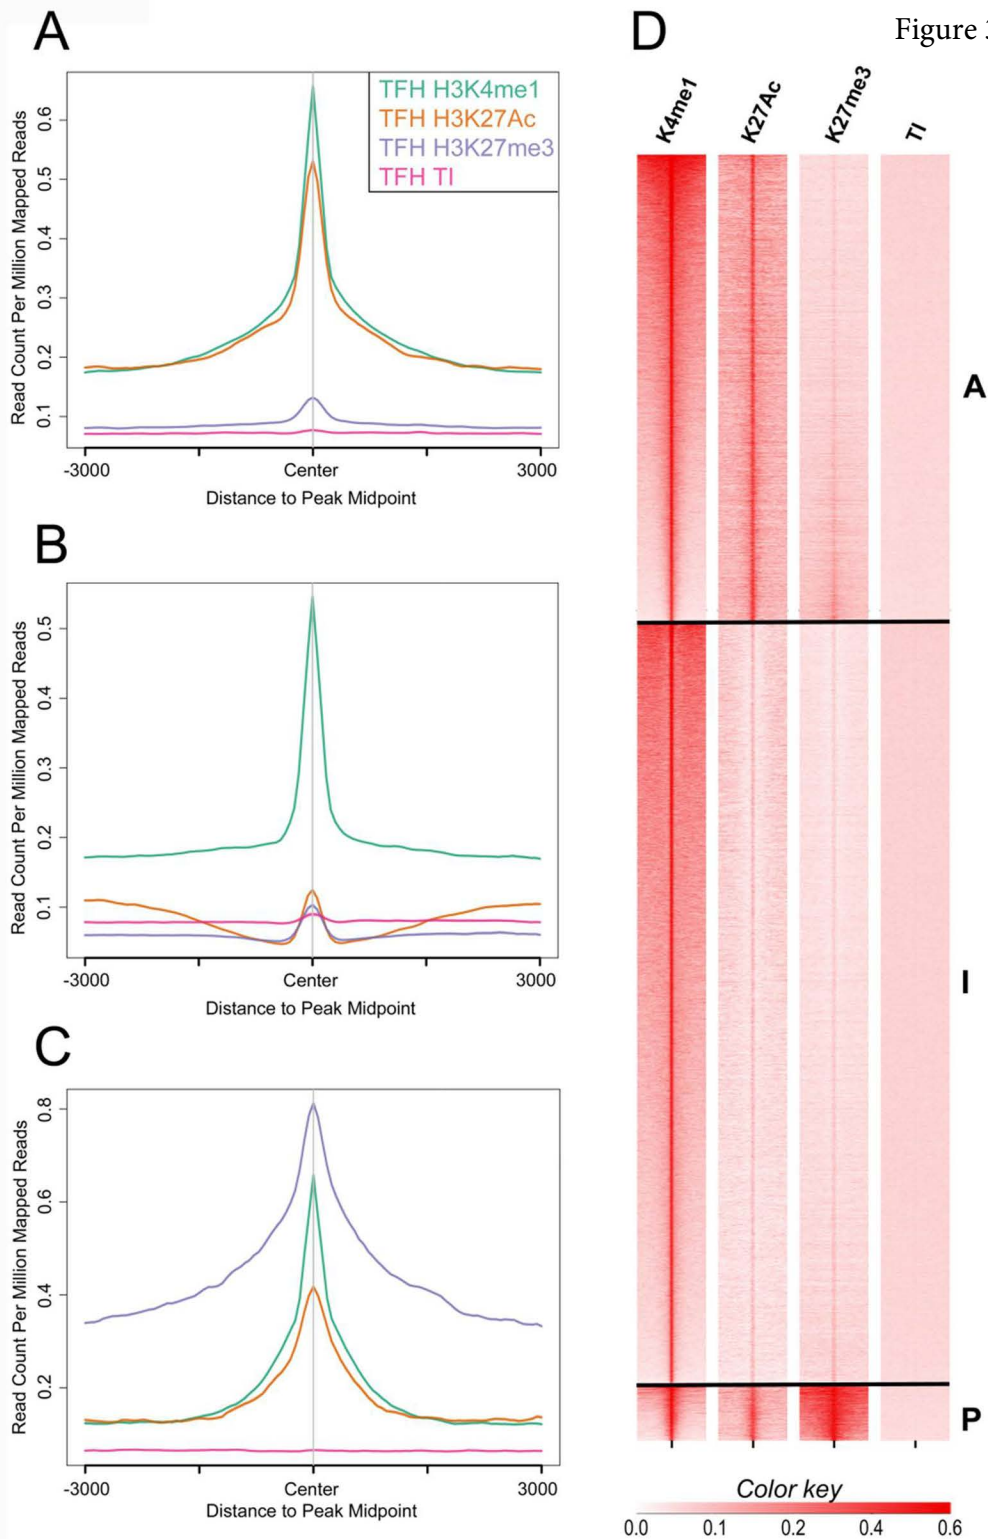 A
Read Count Per Million Mapped Reads
0.6
0.5
0.4
0.3
0.2
0.1
TFH H3K4me1
TFH H3K27Ac
TFH H3K27me3
TFH TI
-3000
Center
3000
Distance to Peak Midpoint
B
Read Count Per Million Mapped Reads
0.5
0.4
0.3
0.2
0.1
-3000
Center
3000
Distance to Peak Midpoint
C
Read Count Per Million Mapped Reads
0.8
0.6
0.4
0.2
-3000
Center
3000
Distance to Peak Midpoint
D
Figure 3
K4me1
K27Ac
K27me3
TI
A
I
P
Color key
0.0
0.1
0.2
0.4
0.6